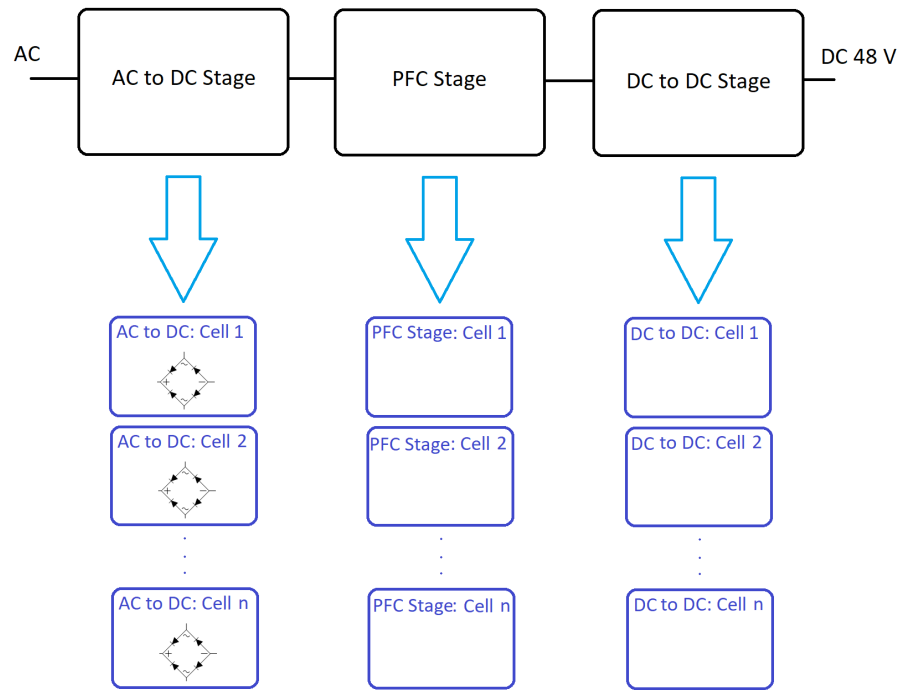 AC
AC to DC Stage
PFC Stage
DC to DC Stage
DC 48 V
AC to DC: Cell 1
PFC Stage: Cell 1
DC to DC: Cell 1
AC to DC: Cell 2
PFC Stage: Cell 2
DC to DC: Cell 2
AC to DC: Cell n
PFC Stage: Cell n
DC to DC: Cell n